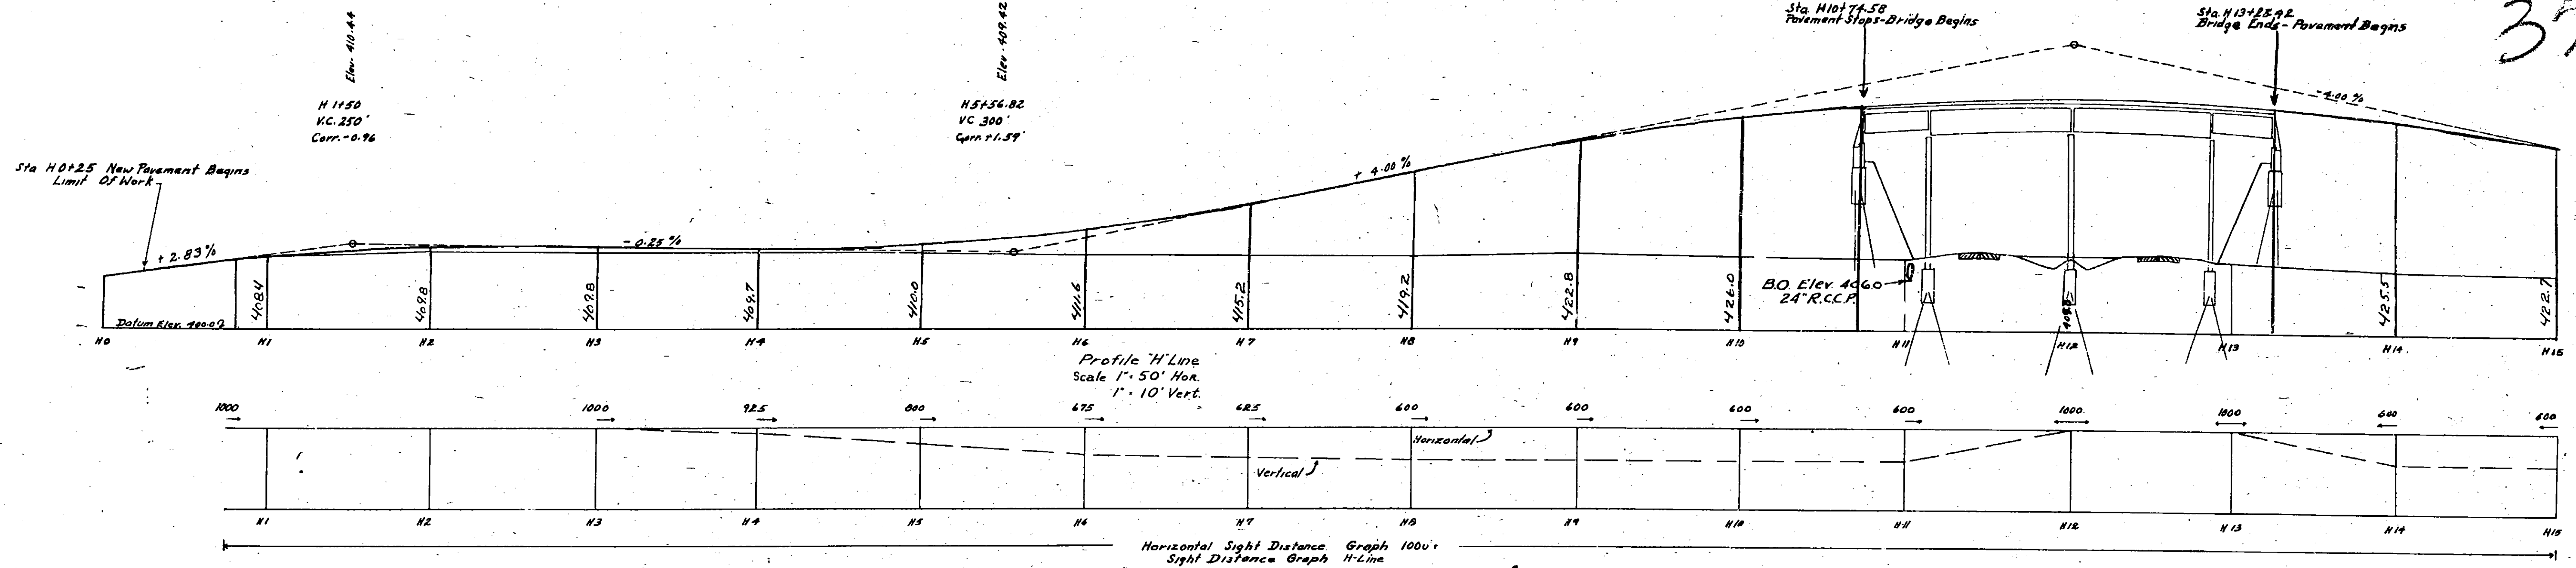 Elev. 410.44
H 1+50
V.C. 250'
Corr. -0.96
Elev. 409.42
H5+56.82
VC 300'
Corr. +1.59'
Sta. H10+74.58
Pavement Stops-Bridge Begins
Sta. H13+25.42
Bridge Ends - Pavement Begins
37
Sta H0+25 New Pavement Begins
Limit Of Work
+ 2.83%
- 0.25 %
+ 4.00 %
-4.00 %
408.4
409.8
409.8
409.7
410.0
411.6
415.2
419.2
422.8
426.0
B.O. Elev. 406.0
24" R.C.C.P.
425.5
422.7
Datum Elev. 400.0
H0 H1 H2 H3 H4 H5 H6 H7 H8 H9 H10 H11 H12 H13 H14 H15
Profile "H" Line
Scale 1" = 50' Hor.
1" = 10' Vert.
1000 1000 925 800 675 625 600 600 600 600 1000 1000 600 600
Horizontal
Vertical
H1 H2 H3 H4 H5 H6 H7 H8 H9 H10 H11 H12 H13 H14 H15
Horizontal Sight Distance Graph 1000'+
Sight Distance Graph H-Line